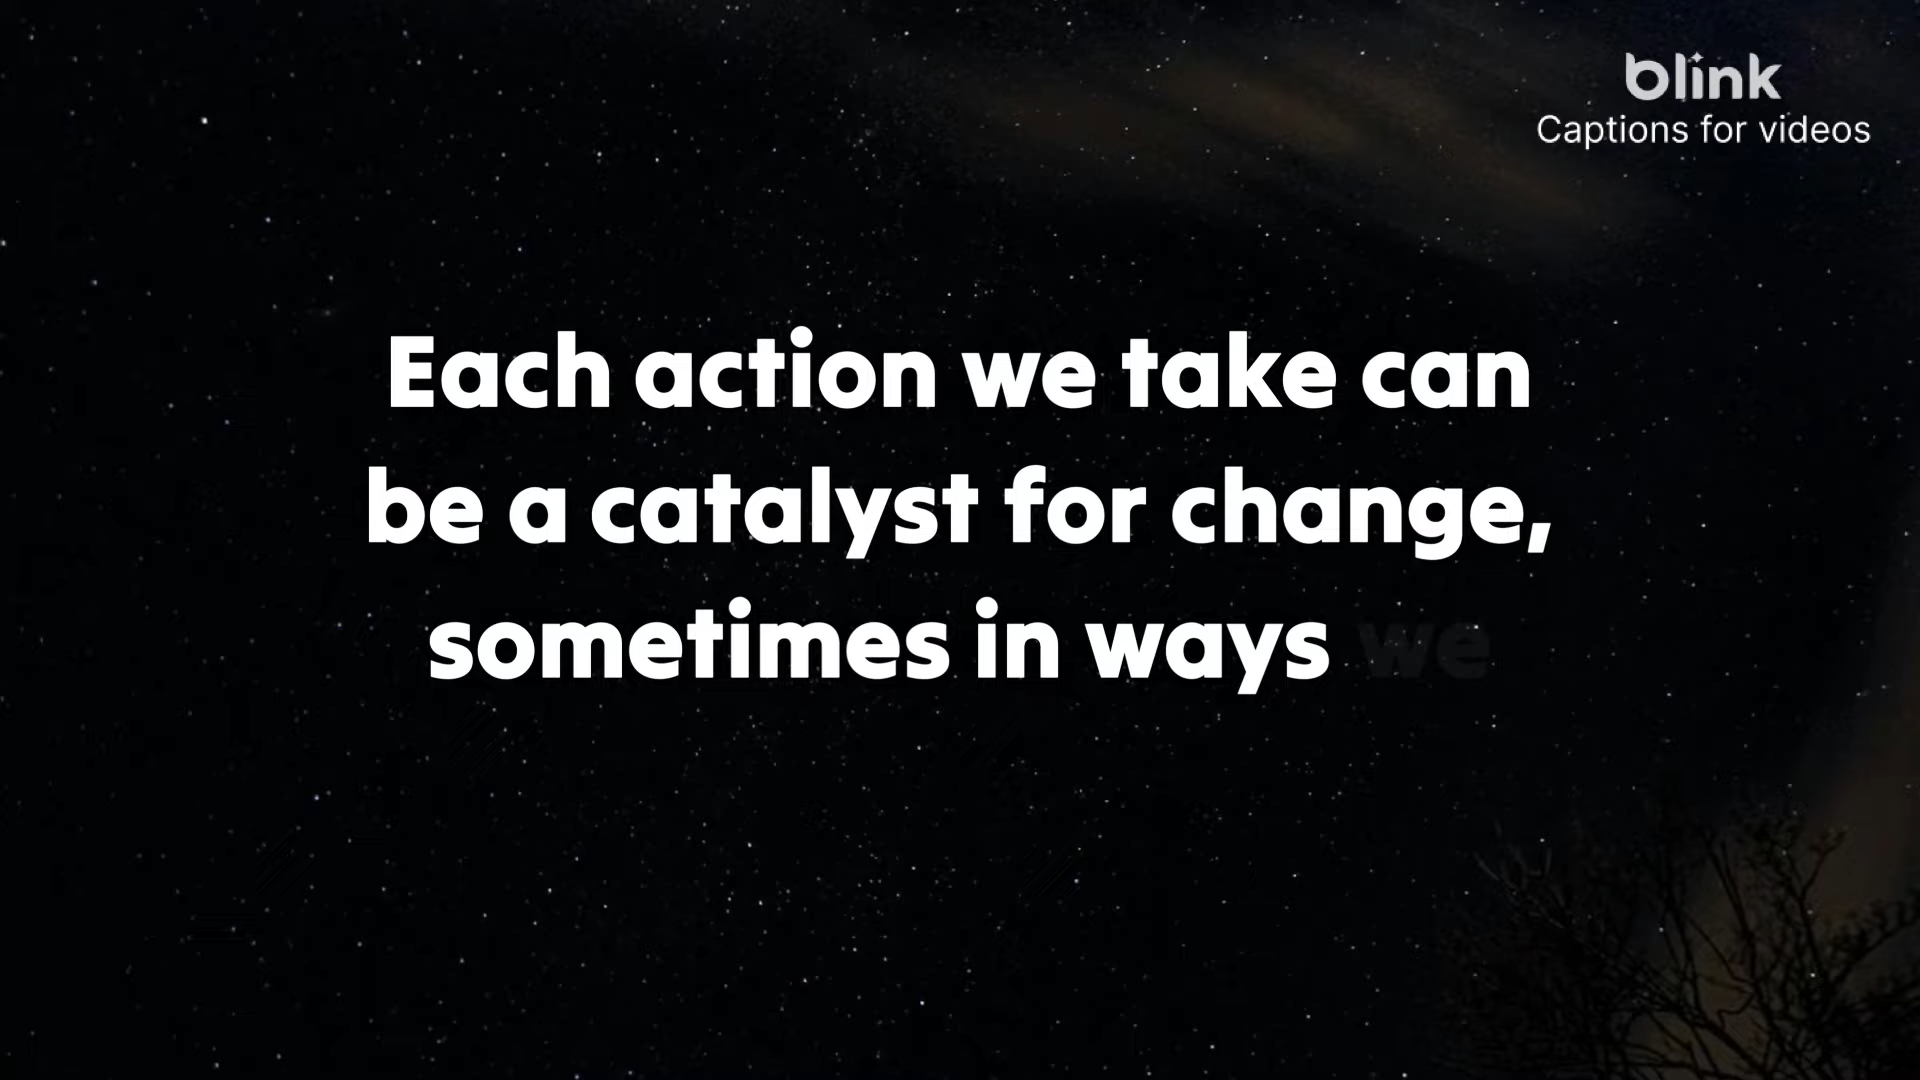 blink
Captions for videos
Each action we take can
be a catalyst for change,
sometimes in ways we